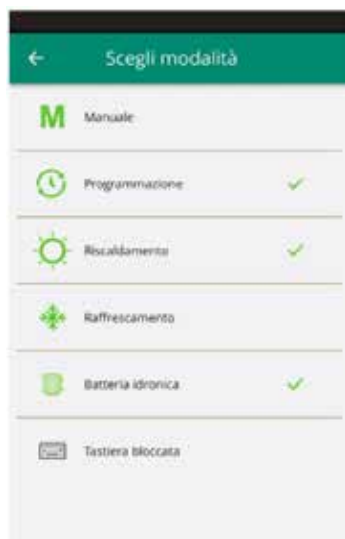 Scegli modalità
M Manuale
Programmazione
Riscaldamento
Raffrescamento
Batteria idronica
Tastiera bloccata